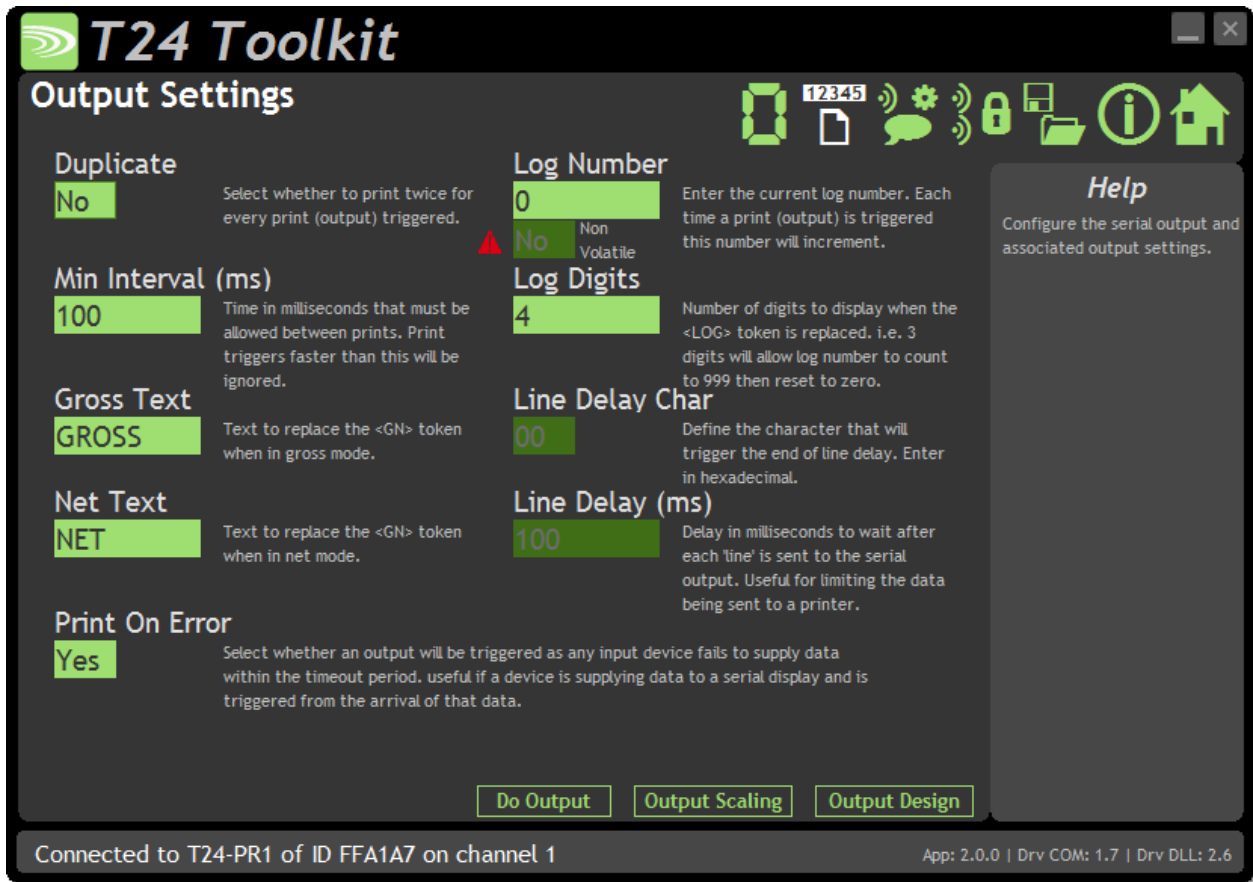 T24 Toolkit
Output Settings
12345
Duplicate
No
Select whether to print twice for
every print (output) triggered.
Log Number
0
No
Non
Volatile
Enter the current log number. Each
time a print (output) is triggered
this number will increment.
Min Interval (ms)
100
Time in milliseconds that must be
allowed between prints. Print
triggers faster than this will be
ignored.
Log Digits
4
Number of digits to display when the
<LOG> token is replaced. i.e. 3
digits will allow log number to count
to 999 then reset to zero.
Gross Text
GROSS
Text to replace the <GN> token
when in gross mode.
Line Delay Char
00
Define the character that will
trigger the end of line delay. Enter
in hexadecimal.
Net Text
NET
Text to replace the <GN> token
when in net mode.
Line Delay (ms)
100
Delay in milliseconds to wait after
each 'line' is sent to the serial
output. Useful for limiting the data
being sent to a printer.
Print On Error
Yes
Select whether an output will be triggered as any input device fails to supply data
within the timeout period. useful if a device is supplying data to a serial display and is
triggered from the arrival of that data.
Do Output
Output Scaling
Output Design
Help
Configure the serial output and
associated output settings.
Connected to T24-PR1 of ID FFA1A7 on channel 1
App: 2.0.0 | Drv COM: 1.7 | Drv DLL: 2.6